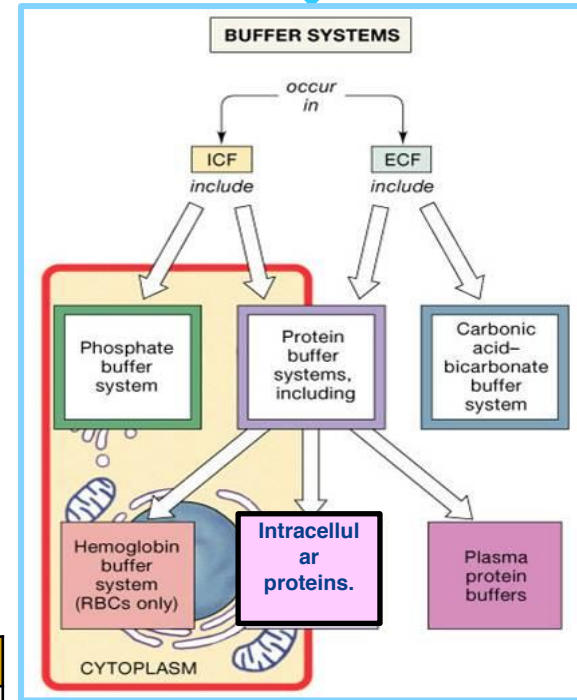 BUFFER SYSTEMS
occur
in
ICF
ECF
include
include
Phosphate
buffer
system
Protein
buffer
systems,
including
Carbonic
acid–
bicarbonate
buffer
system
Hemoglobin
buffer
system
(RBCs only)
Intracellul
ar
proteins.
Plasma
protein
buffers
CYTOPLASM